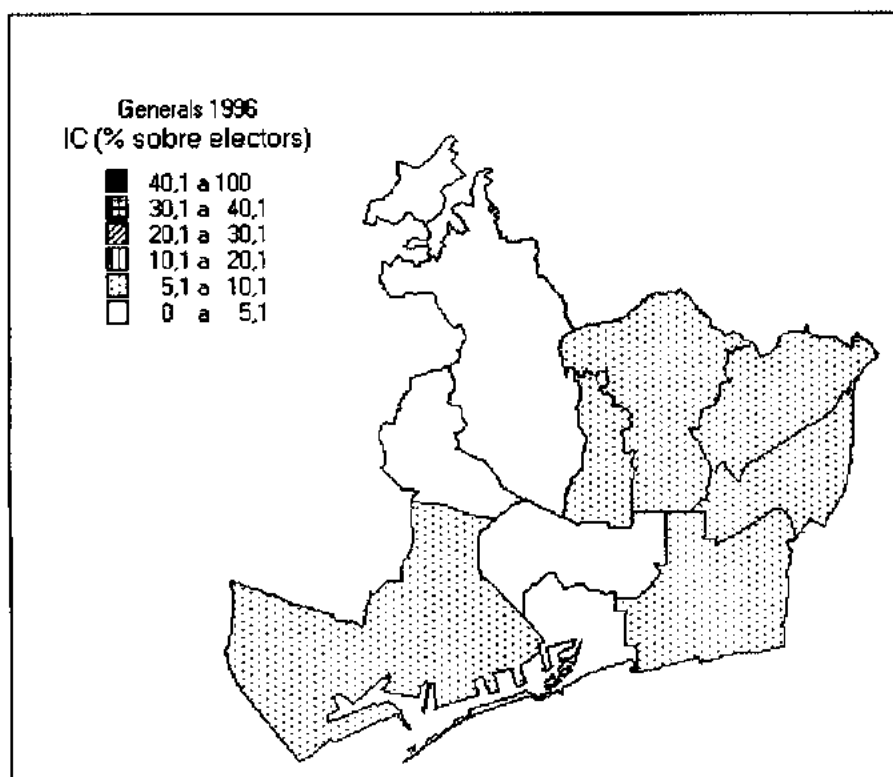 Generals 1996
IC (% sobre electors)
40,1 a 100
30,1 a 40,1
20,1 a 30,1
10,1 a 20,1
5,1 a 10,1
0 a 5,1